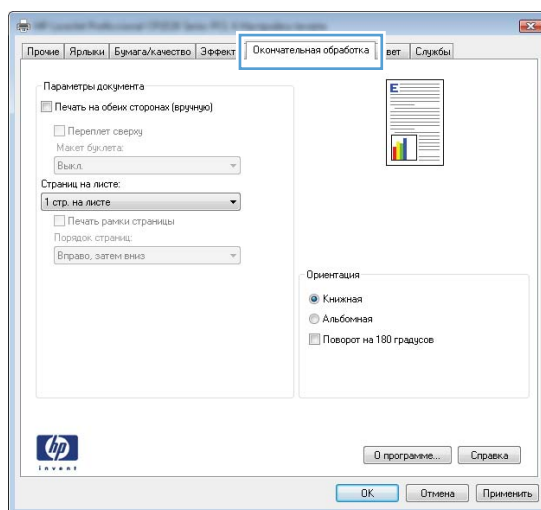 Прочие Ярлыки Бумага/качество Эффект Окончательная обработка вет Службы
Параметры документа
Печать на обеих сторонах (вручную)
Переплет сверху
Макет буклета:
Выкл.
Страниц на листе:
1 стр. на листе
Печать рамки страницы
Порядок страниц:
Вправо, затем вниз
E
Ориентация
Книжная
Альбомная
Поворот на 180 градусов
hp
invent
О программе... Справка
OK Отмена Применить